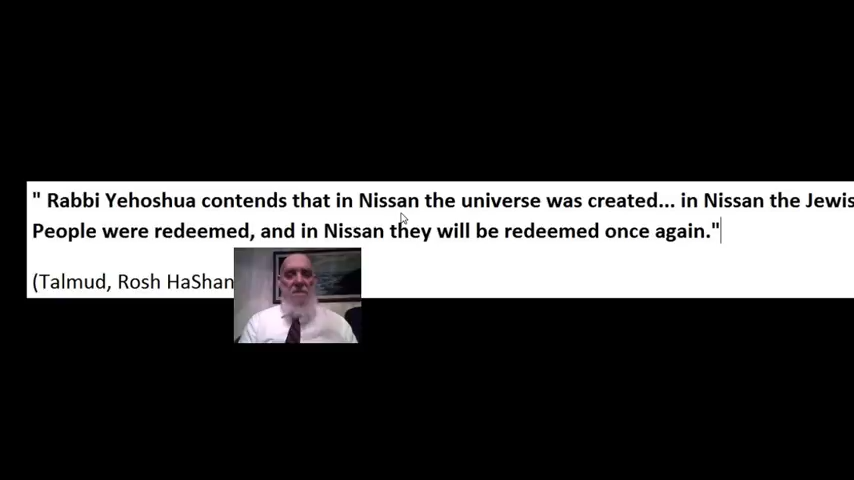 " Rabbi Yehoshua contends that in Nissan the universe was created... in Nissan the Jewis
People were redeemed, and in Nissan they will be redeemed once again."
(Talmud, Rosh HaShan